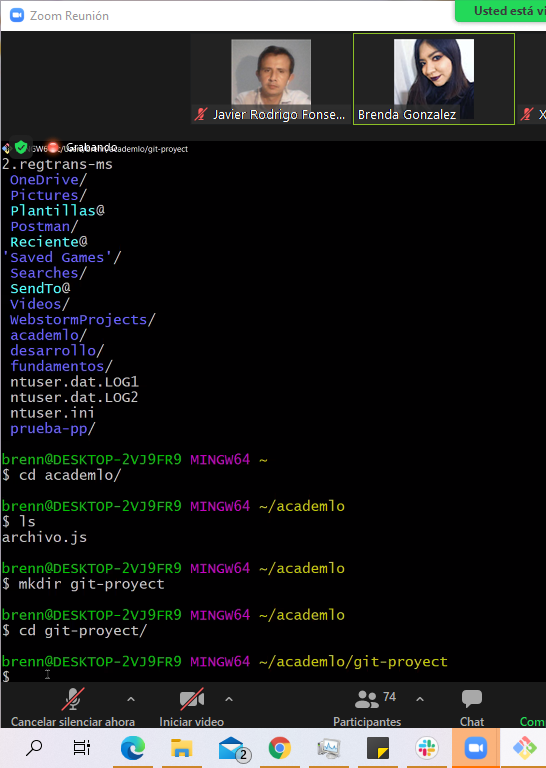 Zoom Reunión
Usted está vi
Javier Rodrigo Fonse...
Brenda Gonzalez
X
Grabando
academlo/git-proyect
2.regtrans-ms
OneDrive/
Pictures/
Plantillas@
Postman/
Reciente@
'Saved Games'/
Searches/
SendTo@
Videos/
WebstormProjects/
academlo/
desarrollo/
fundamentos/
ntuser.dat.LOG1
ntuser.dat.LOG2
ntuser.ini
prueba-pp/
brenn@DESKTOP-2VJ9FR9 MINGW64 ~
$ cd academlo/
brenn@DESKTOP-2VJ9FR9 MINGW64 ~/academlo
$ ls
archivo.js
brenn@DESKTOP-2VJ9FR9 MINGW64 ~/academlo
$ mkdir git-proyect
brenn@DESKTOP-2VJ9FR9 MINGW64 ~/academlo
$ cd git-proyect/
brenn@DESKTOP-2VJ9FR9 MINGW64 ~/academlo/git-proyect
$
74
Cancelar silenciar ahora
Iniciar video
Participantes
Chat
Com
2